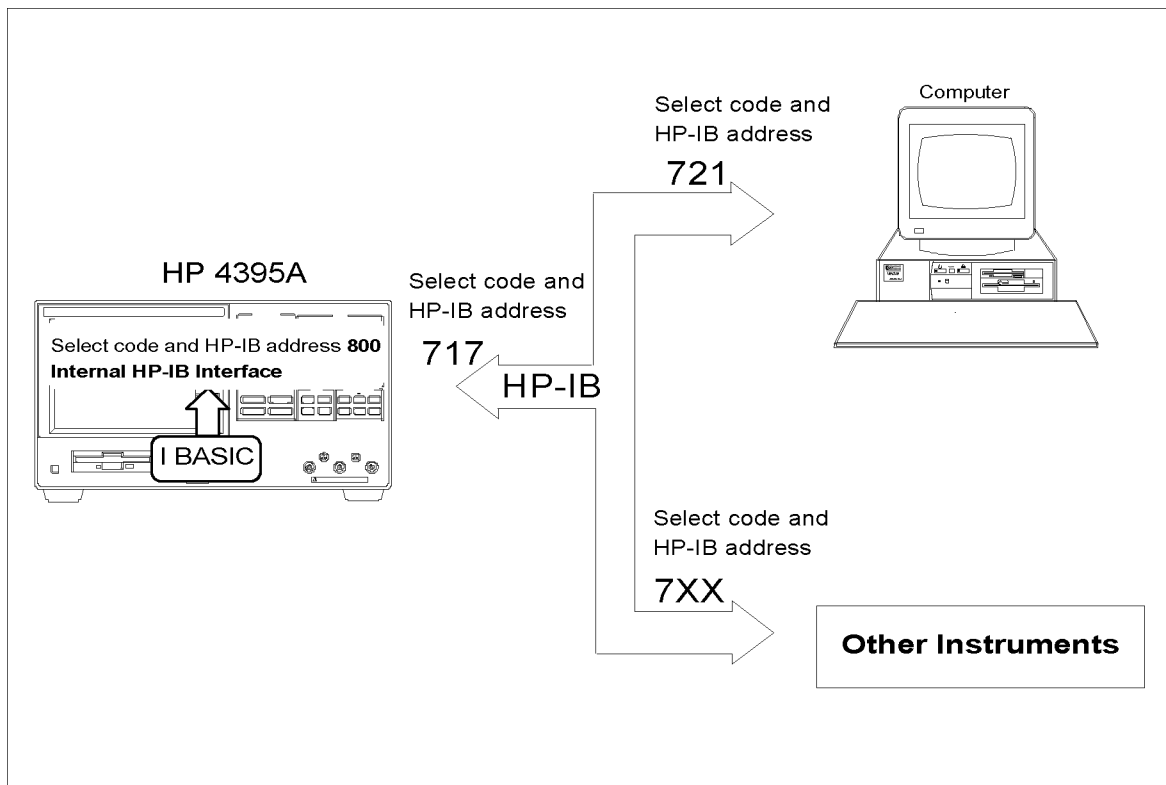 Computer
Select code and
HP-IB address
721
HP 4395A
Select code and
HP-IB address
717
Select code and HP-IB address 800
Internal HP-IB Interface
HP-IB
I BASIC
Select code and
HP-IB address
7XX
Other Instruments